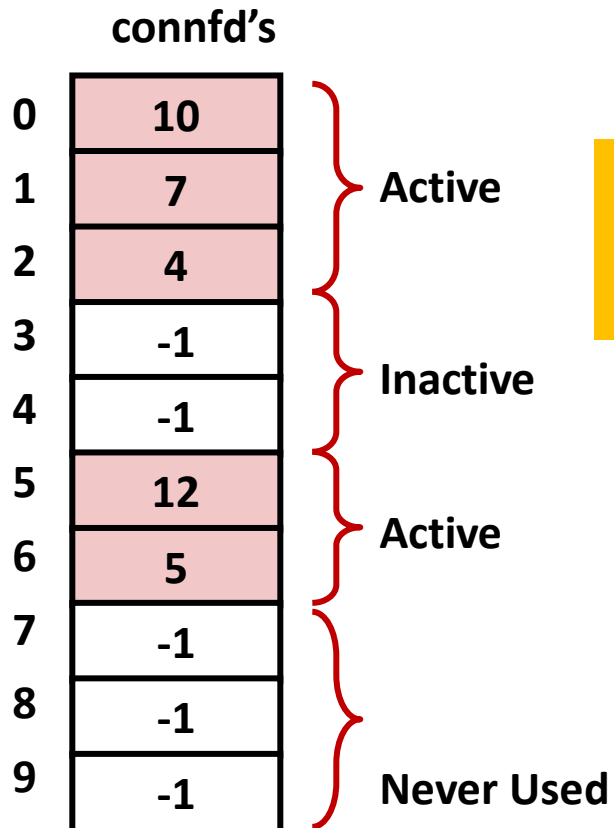 connfd's
0 10
1 7 Active
2 4
3 -1
4 -1 Inactive
5 12
6 5 Active
7 -1
8 -1
9 -1 Never Used